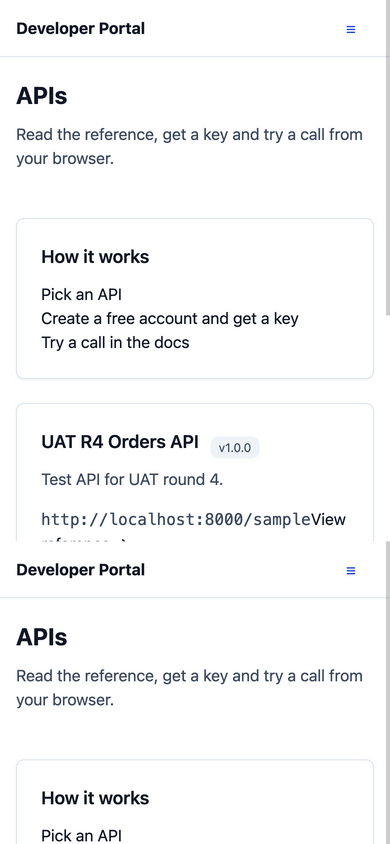 Developer Portal
≡
APIs
Read the reference, get a key and try a call from
your browser.
How it works
Pick an API
Create a free account and get a key
Try a call in the docs
UAT R4 Orders API v1.0.0
Test API for UAT round 4.
http://localhost:8000/sampleView
Developer Portal
≡
APIs
Read the reference, get a key and try a call from
your browser.
How it works
Pick an API